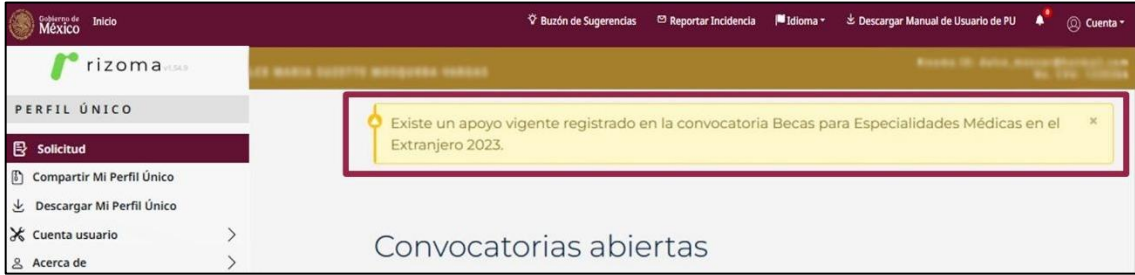 Gobierno de
México
Inicio
Buzón de Sugerencias
Reportar Incidencia
Idioma
Descargar Manual de Usuario de PU
Cuenta
rizoma
PERFIL ÚNICO
Existe un apoyo vigente registrado en la convocatoria Becas para Especialidades Médicas en el
Extranjero 2023.
Solicitud
Compartir Mi Perfil Único
Descargar Mi Perfil Único
Cuenta usuario
Acerca de
Convocatorias abiertas